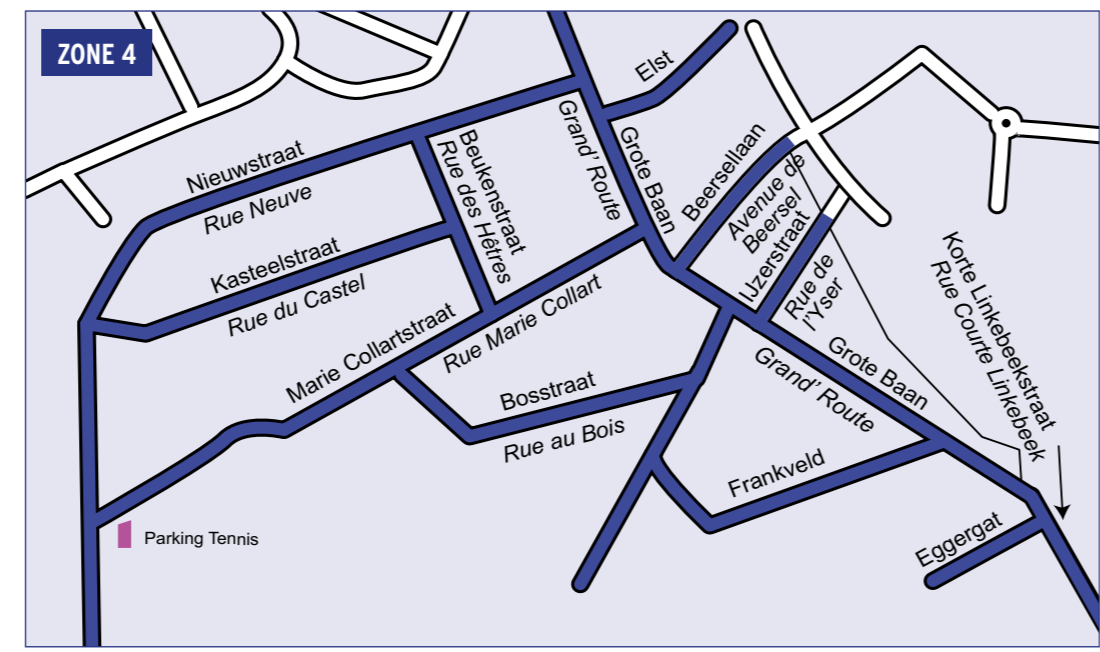 ZONE 4
Elst
Grand' Route
Grote Baan
Nieuwstraat
Rue Neuve
Beukenstraat
Rue des Hêtres
Beersellaan
Avenue de
Beersel
IJzerstraat
Rue de
l'Yser
Kasteelstraat
Rue du Castel
Marie Collartstraat
Rue Marie Collart
Korte Linkebeekstraat
Rue Courte Linkebeek
Grote Baan
Grand' Route
Bosstraat
Rue au Bois
Frankveld
Eggergat
Parking Tennis